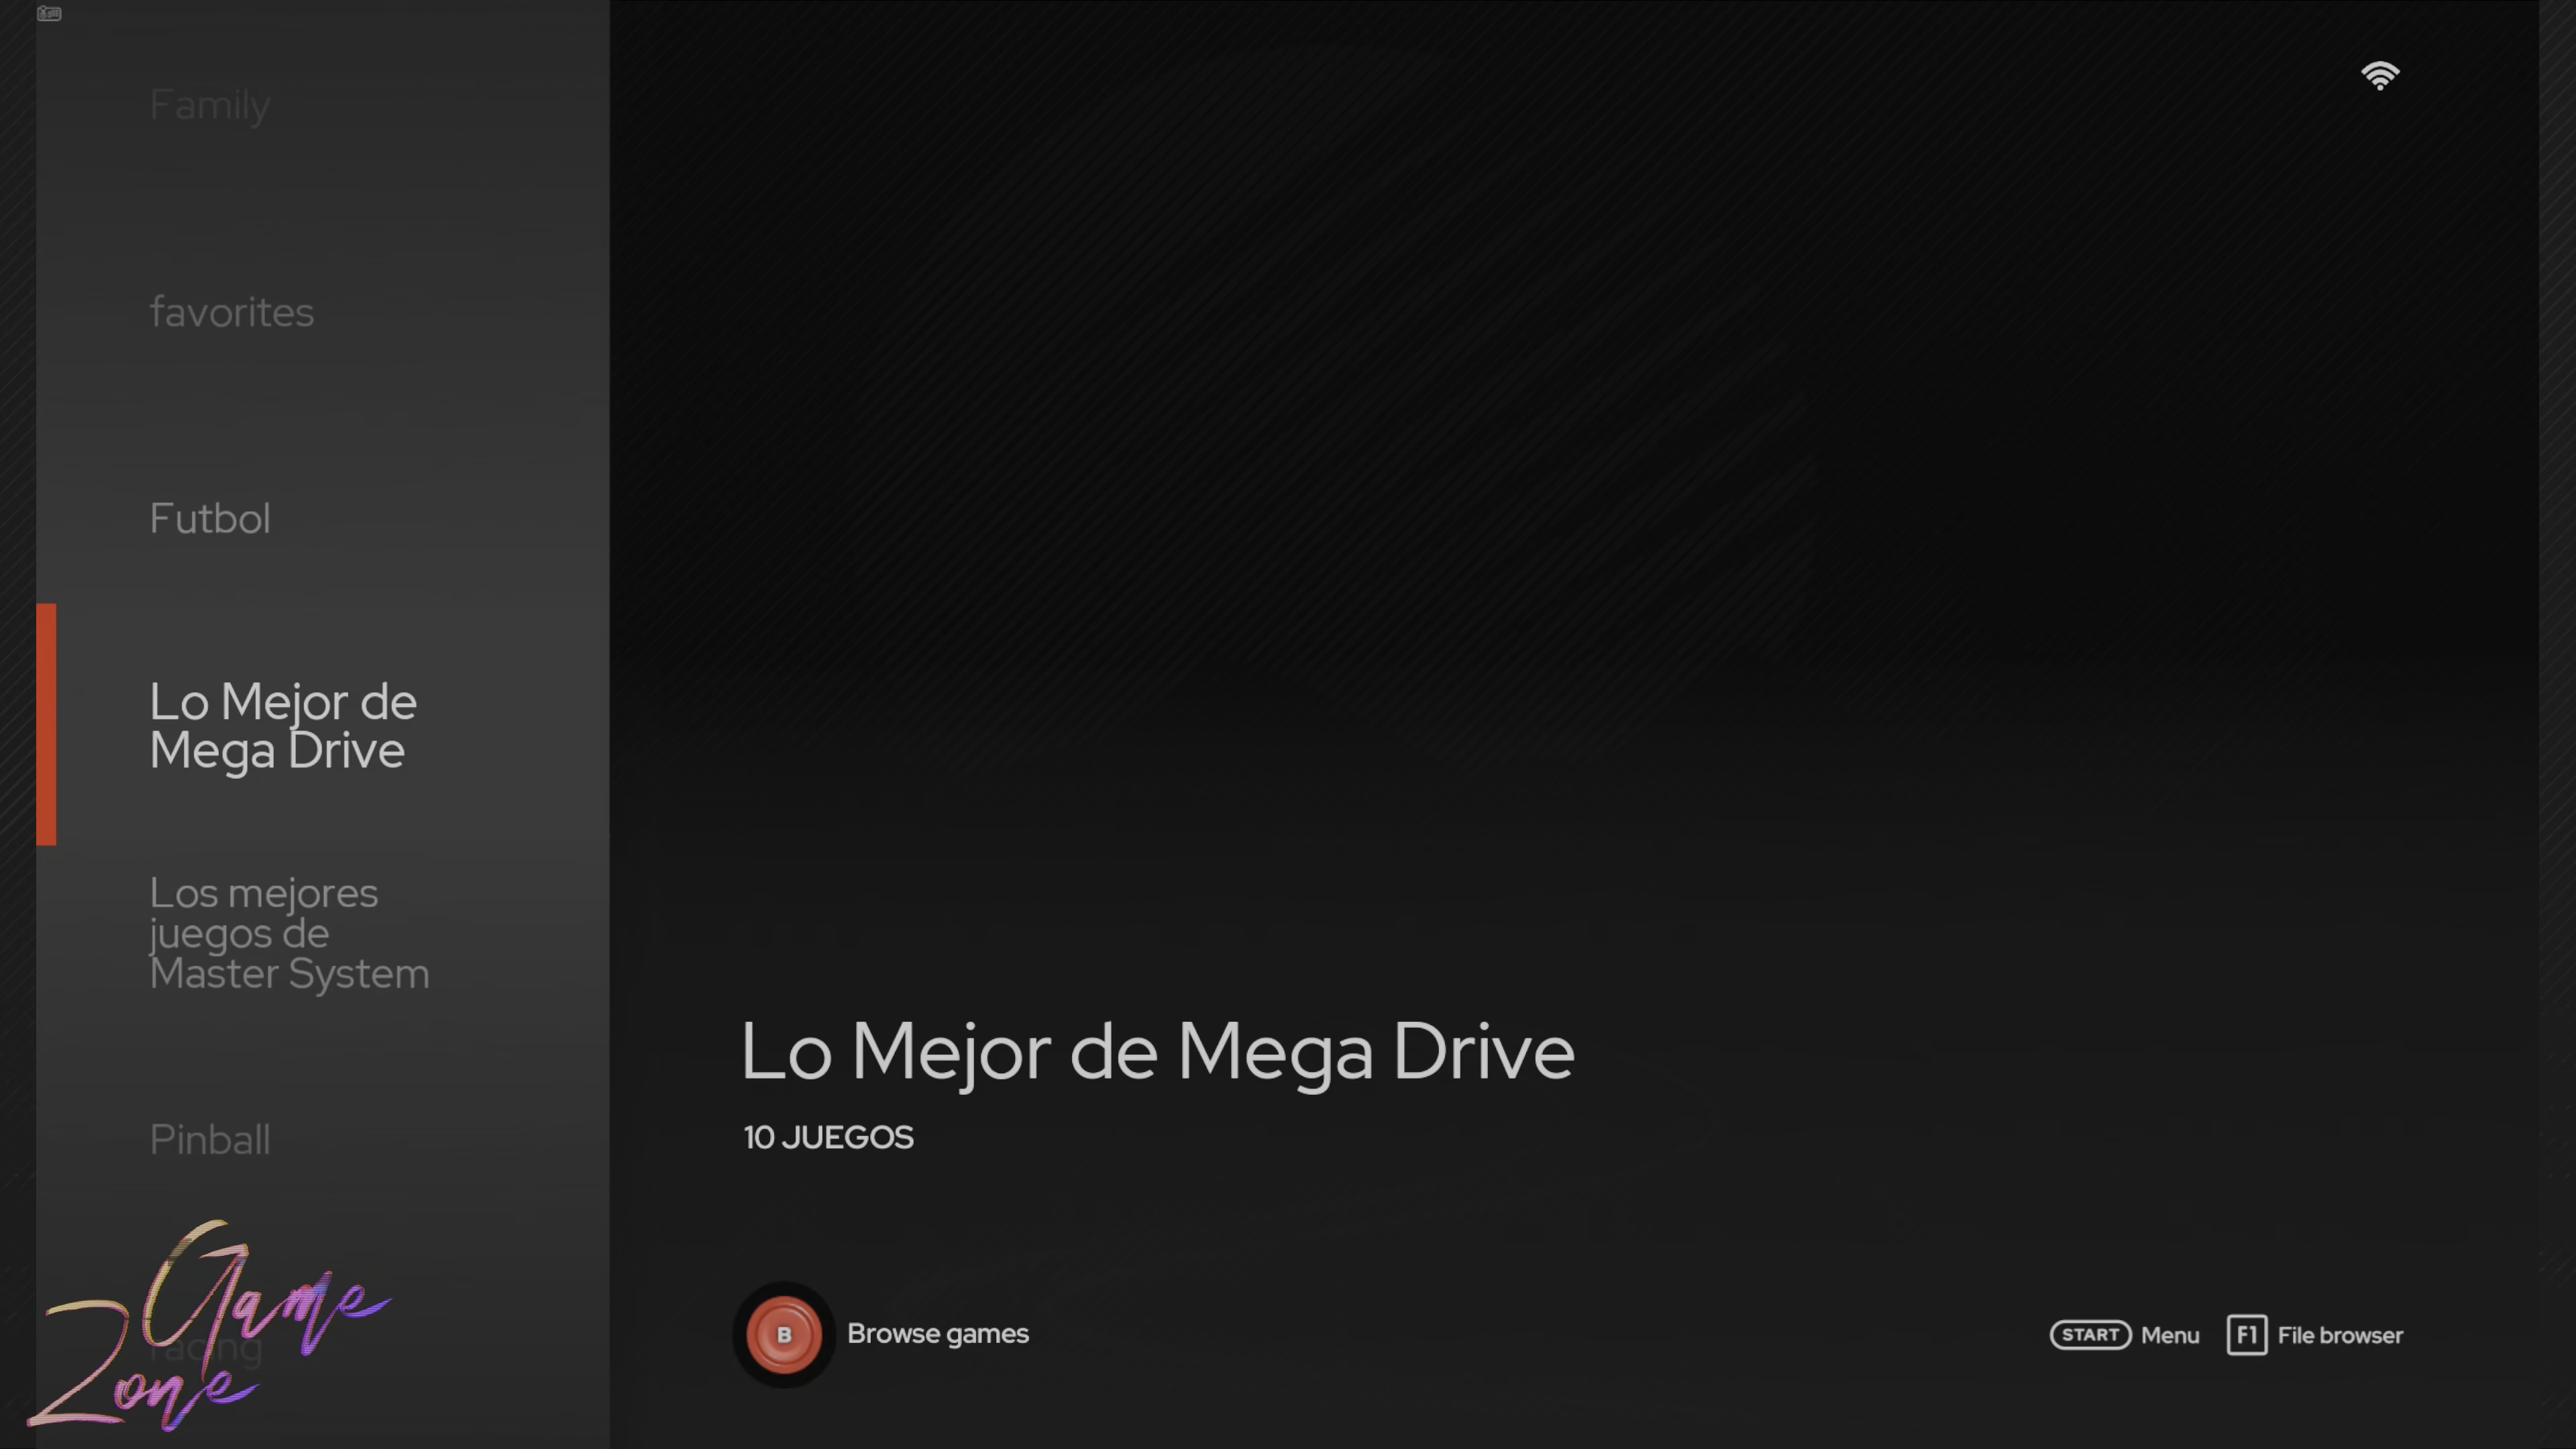 Family
favorites
Futbol
Lo Mejor de
Mega Drive
Los mejores
juegos de
Master System
Pinball
racing
Game
Zone
Lo Mejor de Mega Drive
10 JUEGOS
B Browse games
START Menu F1 File browser